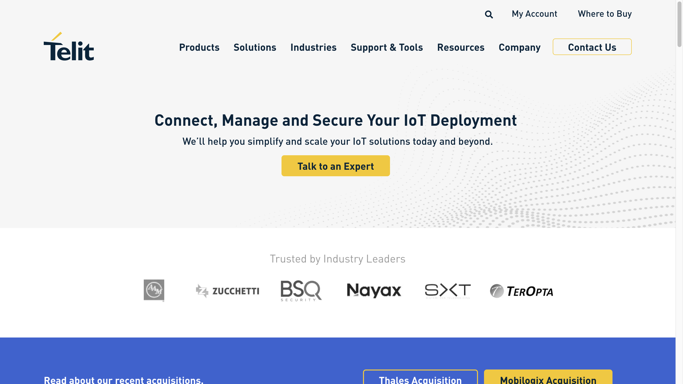 My Account Where to Buy
Telit
Products Solutions Industries Support & Tools Resources Company Contact Us
Connect, Manage and Secure Your IoT Deployment
We'll help you simplify and scale your IoT solutions today and beyond.
Talk to an Expert
Trusted by Industry Leaders
ZUCCHETTI BSQ SECURITY Nayax SXT TEROPTA
Read about our recent acquisitions. Thales Acquisition Mobilogix Acquisition